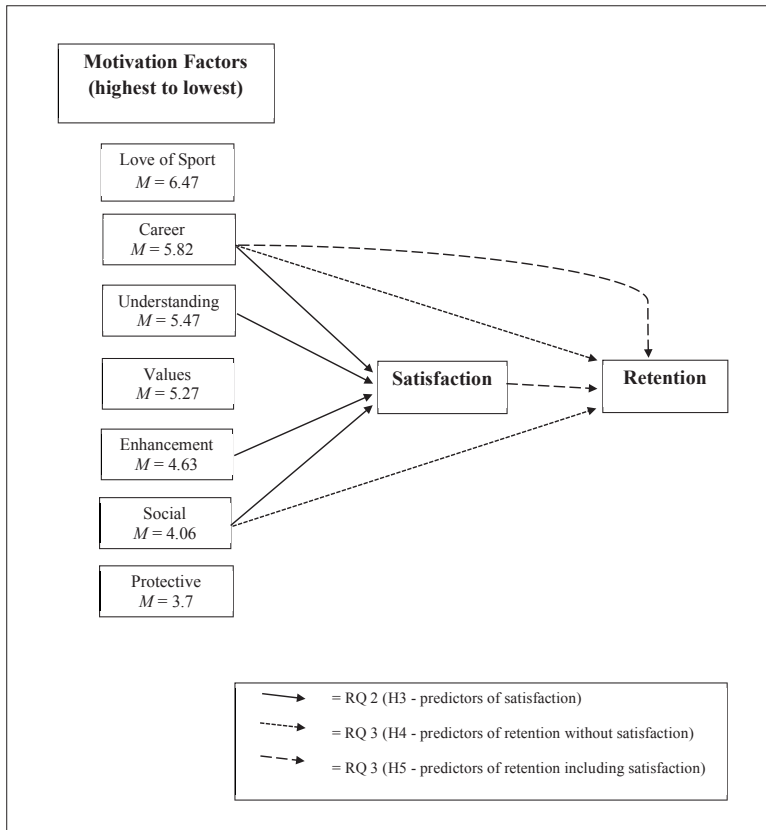 Motivation Factors
(highest to lowest)
Love of Sport
M = 6.47
Career
M = 5.82
Understanding
M = 5.47
Values
M = 5.27
Satisfaction
Retention
Enhancement
M = 4.63
Social
M = 4.06
Protective
M = 3.7
= RQ 2 (H3 - predictors of satisfaction)
= RQ 3 (H4 - predictors of retention without satisfaction)
= RQ 3 (H5 - predictors of retention including satisfaction)